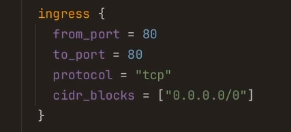 ingress {
from_port = 80
to_port = 80
protocol = "tcp"
cidr_blocks = ["0.0.0.0/0"]
}